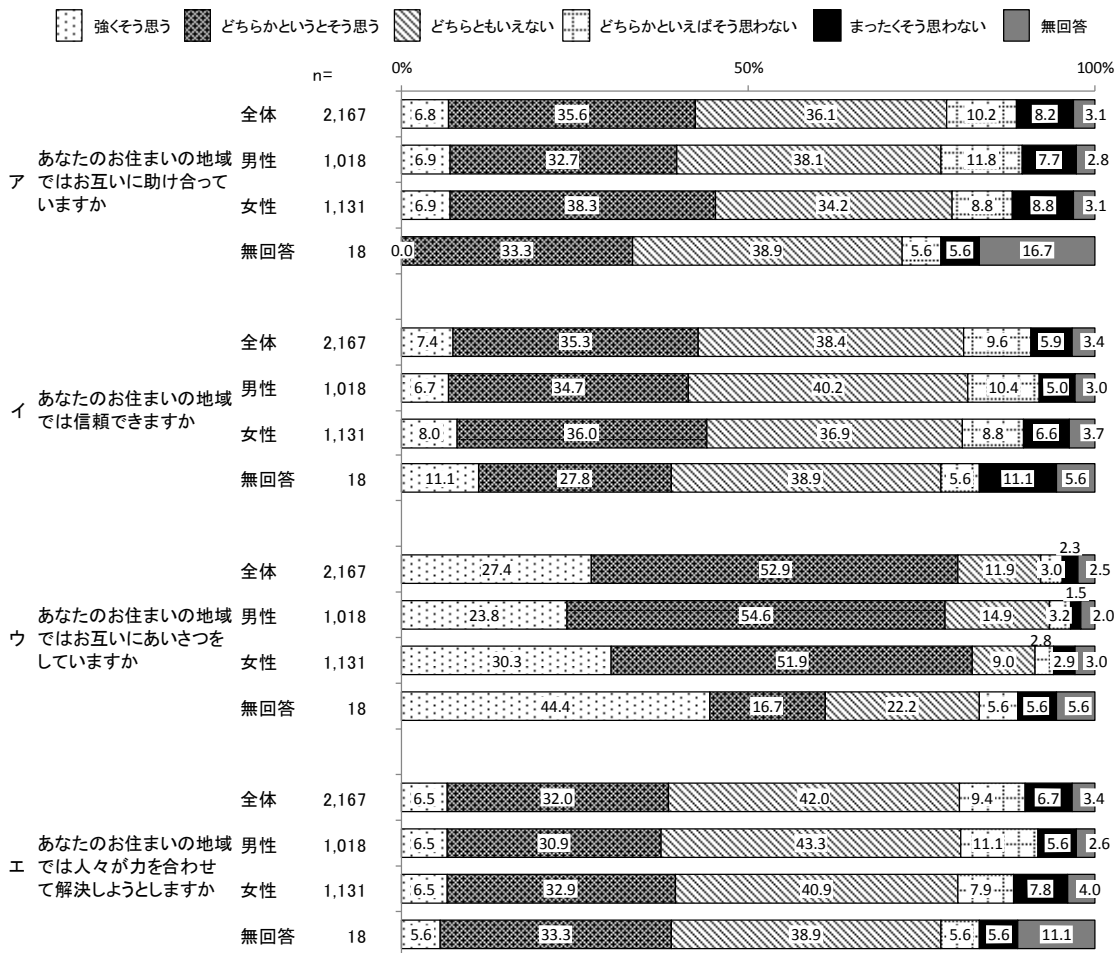 強くそう思う どちらかというとそう思う どちらともいえない どちらかといえばそう思わない まったくそう思わない 無回答
n= 0% 50% 100%
全体 2,167 6.8 35.6 36.1 10.2 8.2 3.1
ア あなたのお住まいの地域
ではお互いに助け合って
いますか
男性 1,018 6.9 32.7 38.1 11.8 7.7 2.8
女性 1,131 6.9 38.3 34.2 8.8 8.8 3.1
無回答 18 0.0 33.3 38.9 5.6 5.6 16.7
全体 2,167 7.4 35.3 38.4 9.6 5.9 3.4
イ あなたのお住まいの地域
では信頼できますか
男性 1,018 6.7 34.7 40.2 10.4 5.0 3.0
女性 1,131 8.0 36.0 36.9 8.8 6.6 3.7
無回答 18 11.1 27.8 38.9 5.6 11.1 5.6
全体 2,167 27.4 52.9 11.9 3.0 2.3 2.5
ウ あなたのお住まいの地域
ではお互いにあいさつを
していますか
男性 1,018 23.8 54.6 14.9 3.2 1.5 2.0
女性 1,131 30.3 51.9 9.0 2.8 2.9 3.0
無回答 18 44.4 16.7 22.2 5.6 5.6 5.6
全体 2,167 6.5 32.0 42.0 9.4 6.7 3.4
エ あなたのお住まいの地域
では人々が力を合わせ
て解決しようとしますか
男性 1,018 6.5 30.9 43.3 11.1 5.6 2.6
女性 1,131 6.5 32.9 40.9 7.9 7.8 4.0
無回答 18 5.6 33.3 38.9 5.6 5.6 11.1